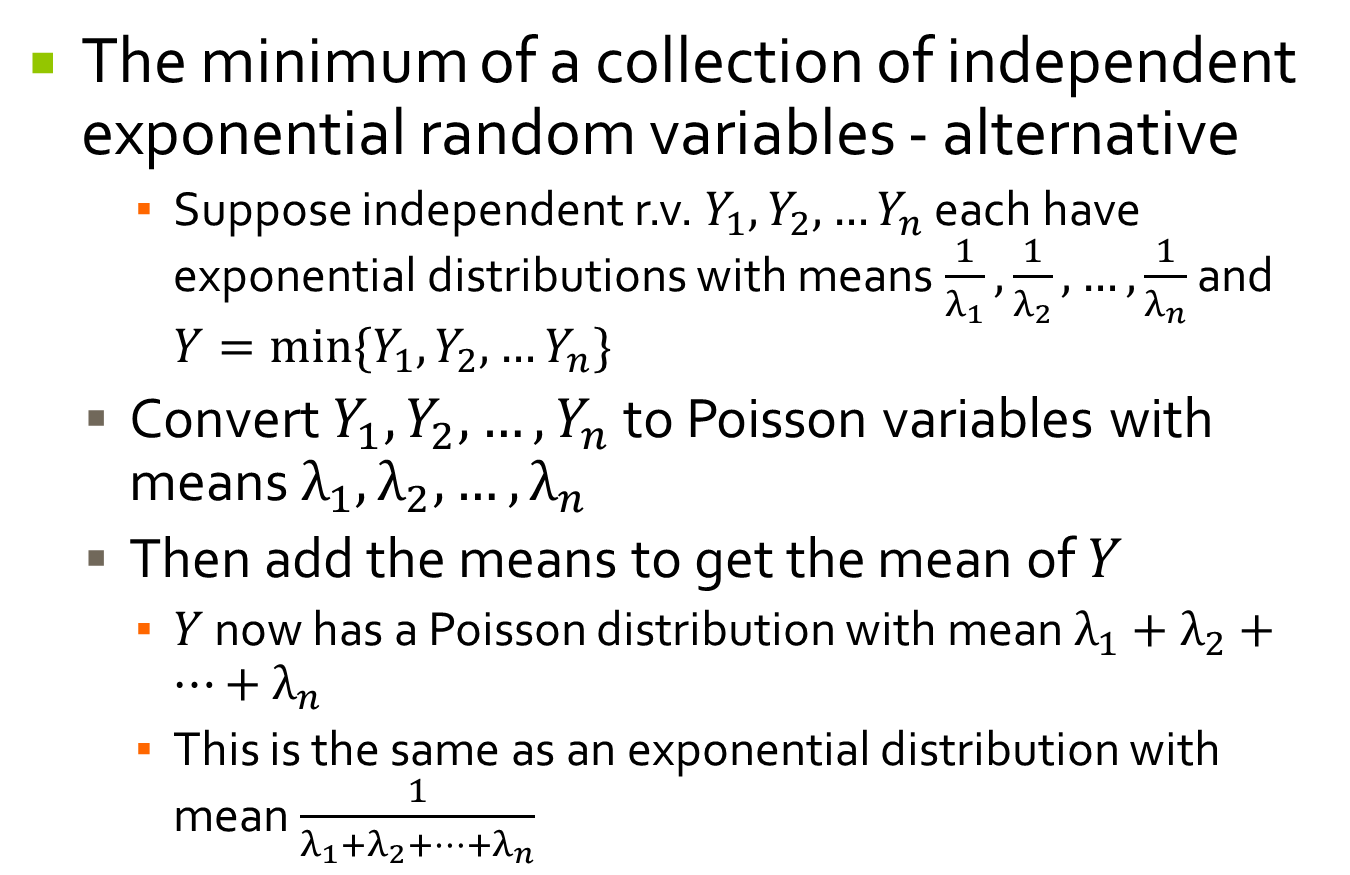 The minimum of a collection of independent
exponential random variables - alternative
Suppose independent r.v. Y₁, Y₂, … Yₙ each have
exponential distributions with means 1/λ₁, 1/λ₂, …, 1/λₙ and
Y = min{Y₁, Y₂, … Yₙ}
Convert Y₁, Y₂, …, Yₙ to Poisson variables with
means λ₁, λ₂, …, λₙ
Then add the means to get the mean of Y
Y now has a Poisson distribution with mean λ₁ + λ₂ +
⋯ + λₙ
This is the same as an exponential distribution with
mean 1/(λ₁+λ₂+⋯+λₙ)